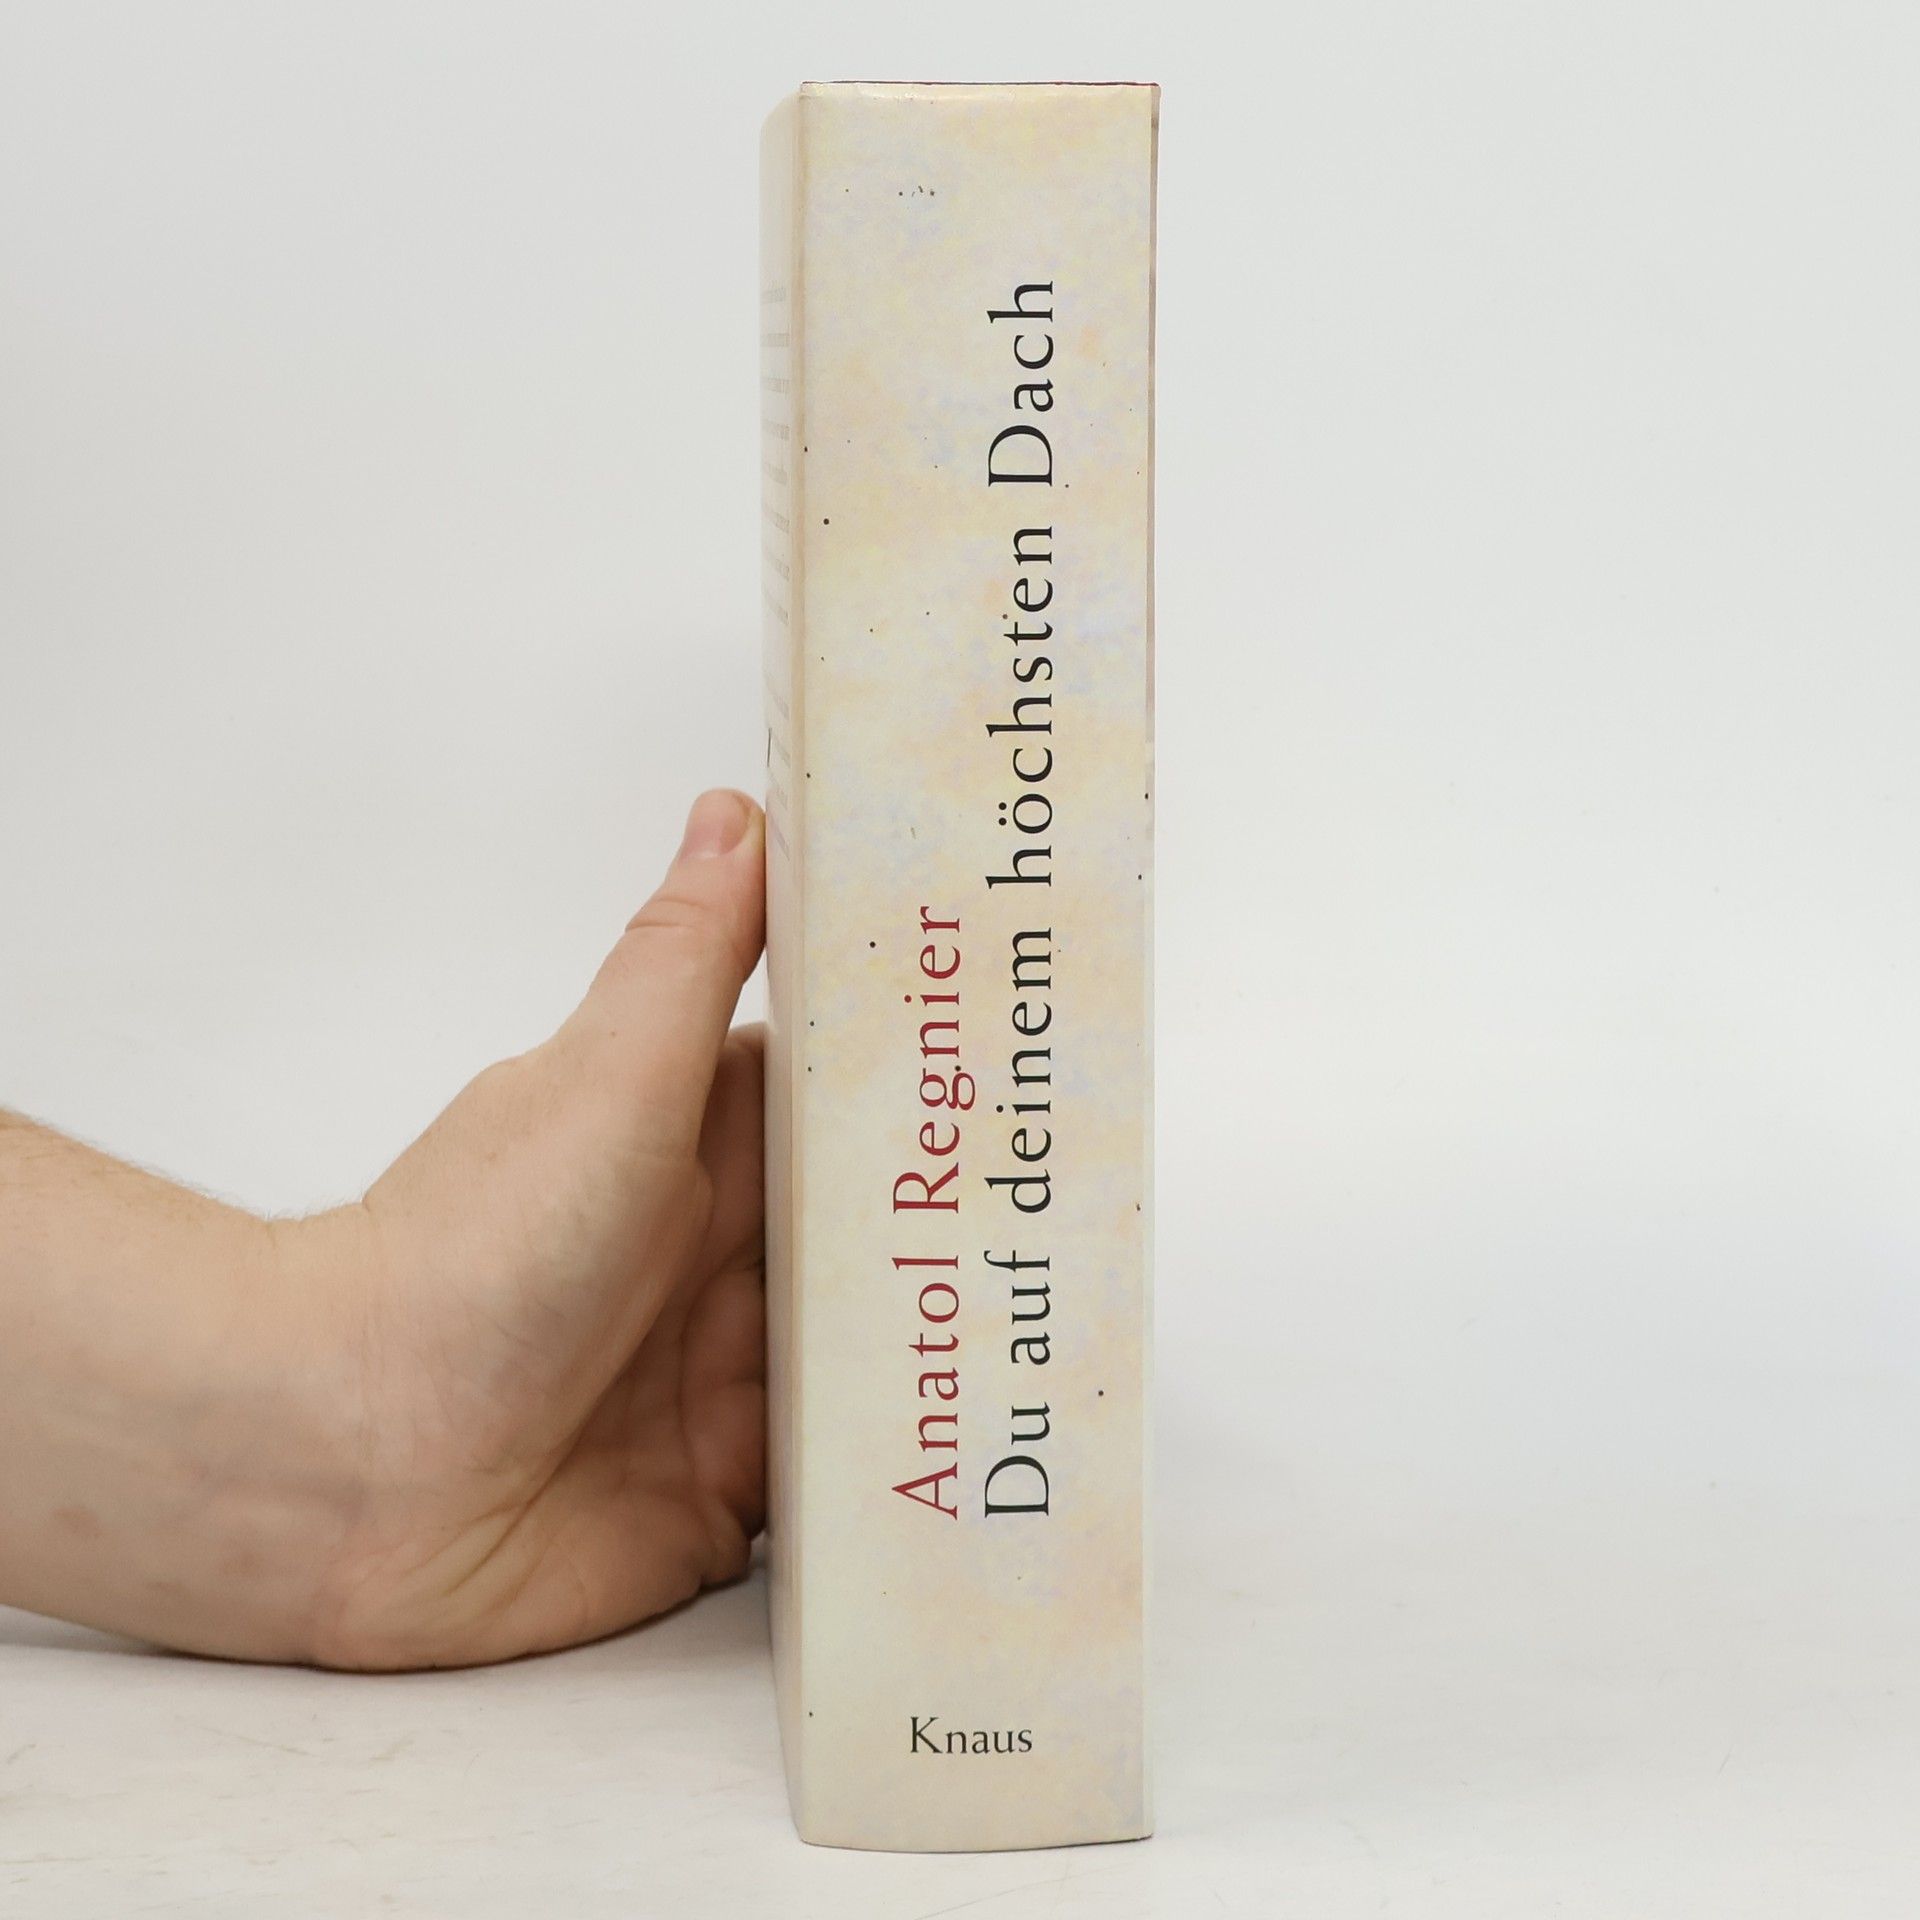 Anatol Regnier
Du auf deinem höchsten Dach
Knaus